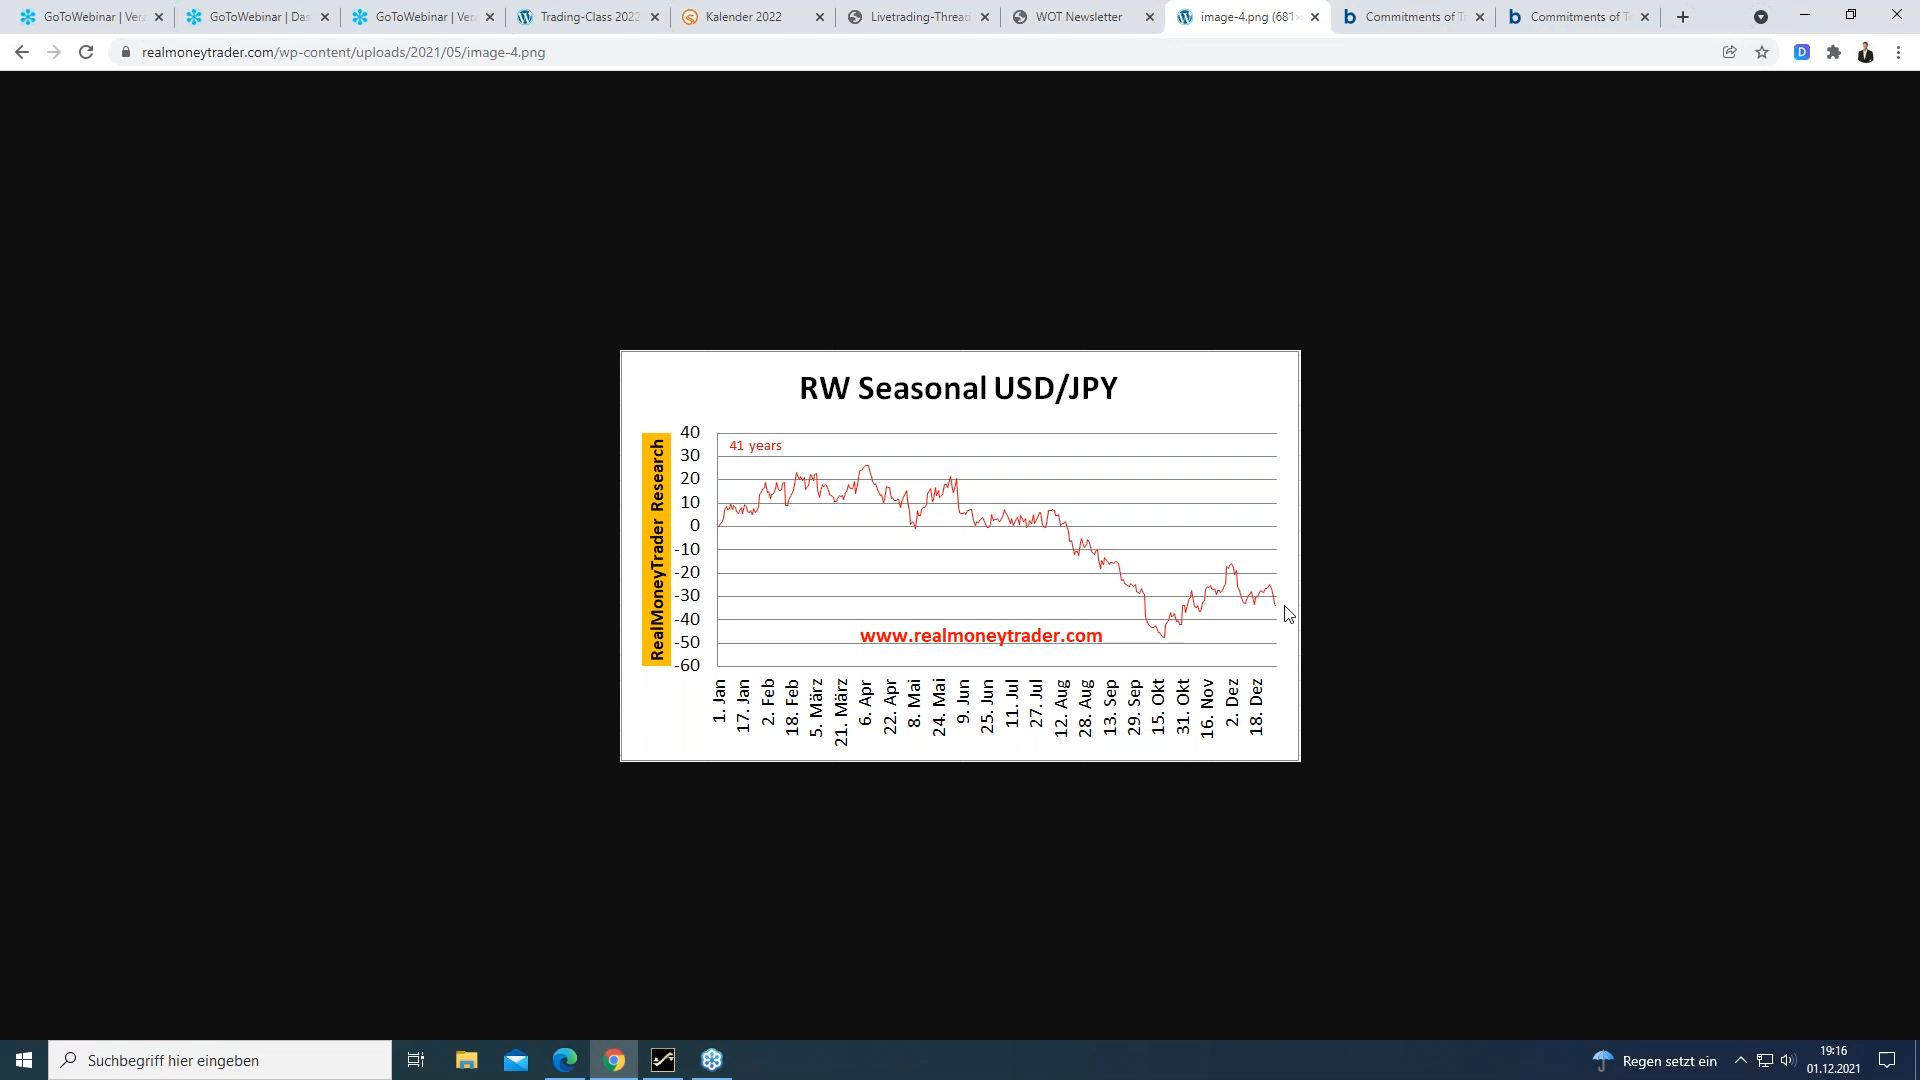 GoToWebinar | Vera
GoToWebinar | Das
GoToWebinar | Vera
Trading-Class 2022
Kalender 2022
Livetrading-Thread
WOT Newsletter
image-4.png (681×
Commitments of Tr
Commitments of Tr
realmoneytrader.com/wp-content/uploads/2021/05/image-4.png
D
RW Seasonal USD/JPY
RealMoneyTrader Research
41 years
40
30
20
10
0
-10
-20
-30
-40
-50
-60
www.realmoneytrader.com
1. Jan
17. Jan
2. Feb
18. Feb
5. März
21. März
6. Apr
22. Apr
8. Mai
24. Mai
9. Jun
25. Jun
11. Jul
27. Jul
12. Aug
28. Aug
13. Sep
29. Sep
15. Okt
31. Okt
16. Nov
2. Dez
18. Dez
Suchbegriff hier eingeben
Regen setzt ein
19:16
01.12.2021